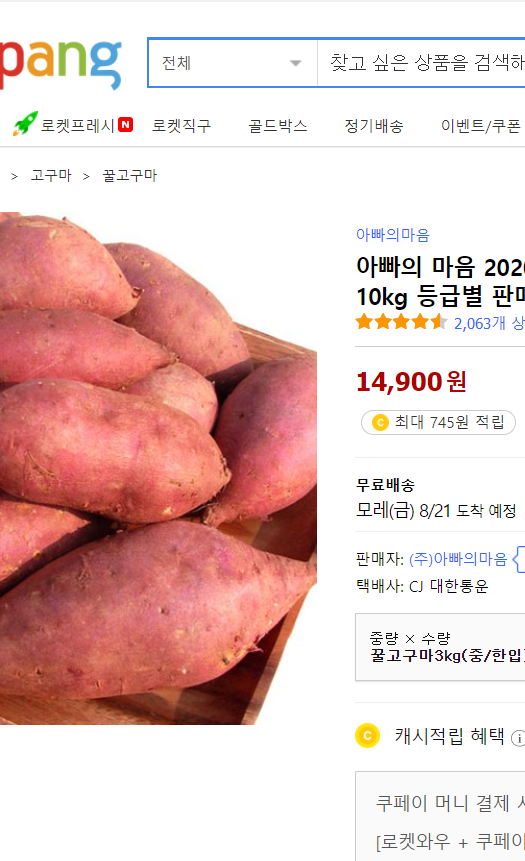 pang
전체
찾고 싶은 상품을 검색해
로켓프레시 N 로켓직구 골드박스 정기배송 이벤트/쿠폰
> 고구마 > 꿀고구마
아빠의마음
아빠의 마음 202
10kg 등급별 판매
2,063개 상
14,900원
C 최대 745원 적립
무료배송
모레(금) 8/21 도착 예정
판매자: (주)아빠의마음
택배사: CJ 대한통운
중량 × 수량
꿀고구마3kg(중/한입)
C 캐시적립 혜택 i
쿠페이 머니 결제 시
[로켓와우 + 쿠페이